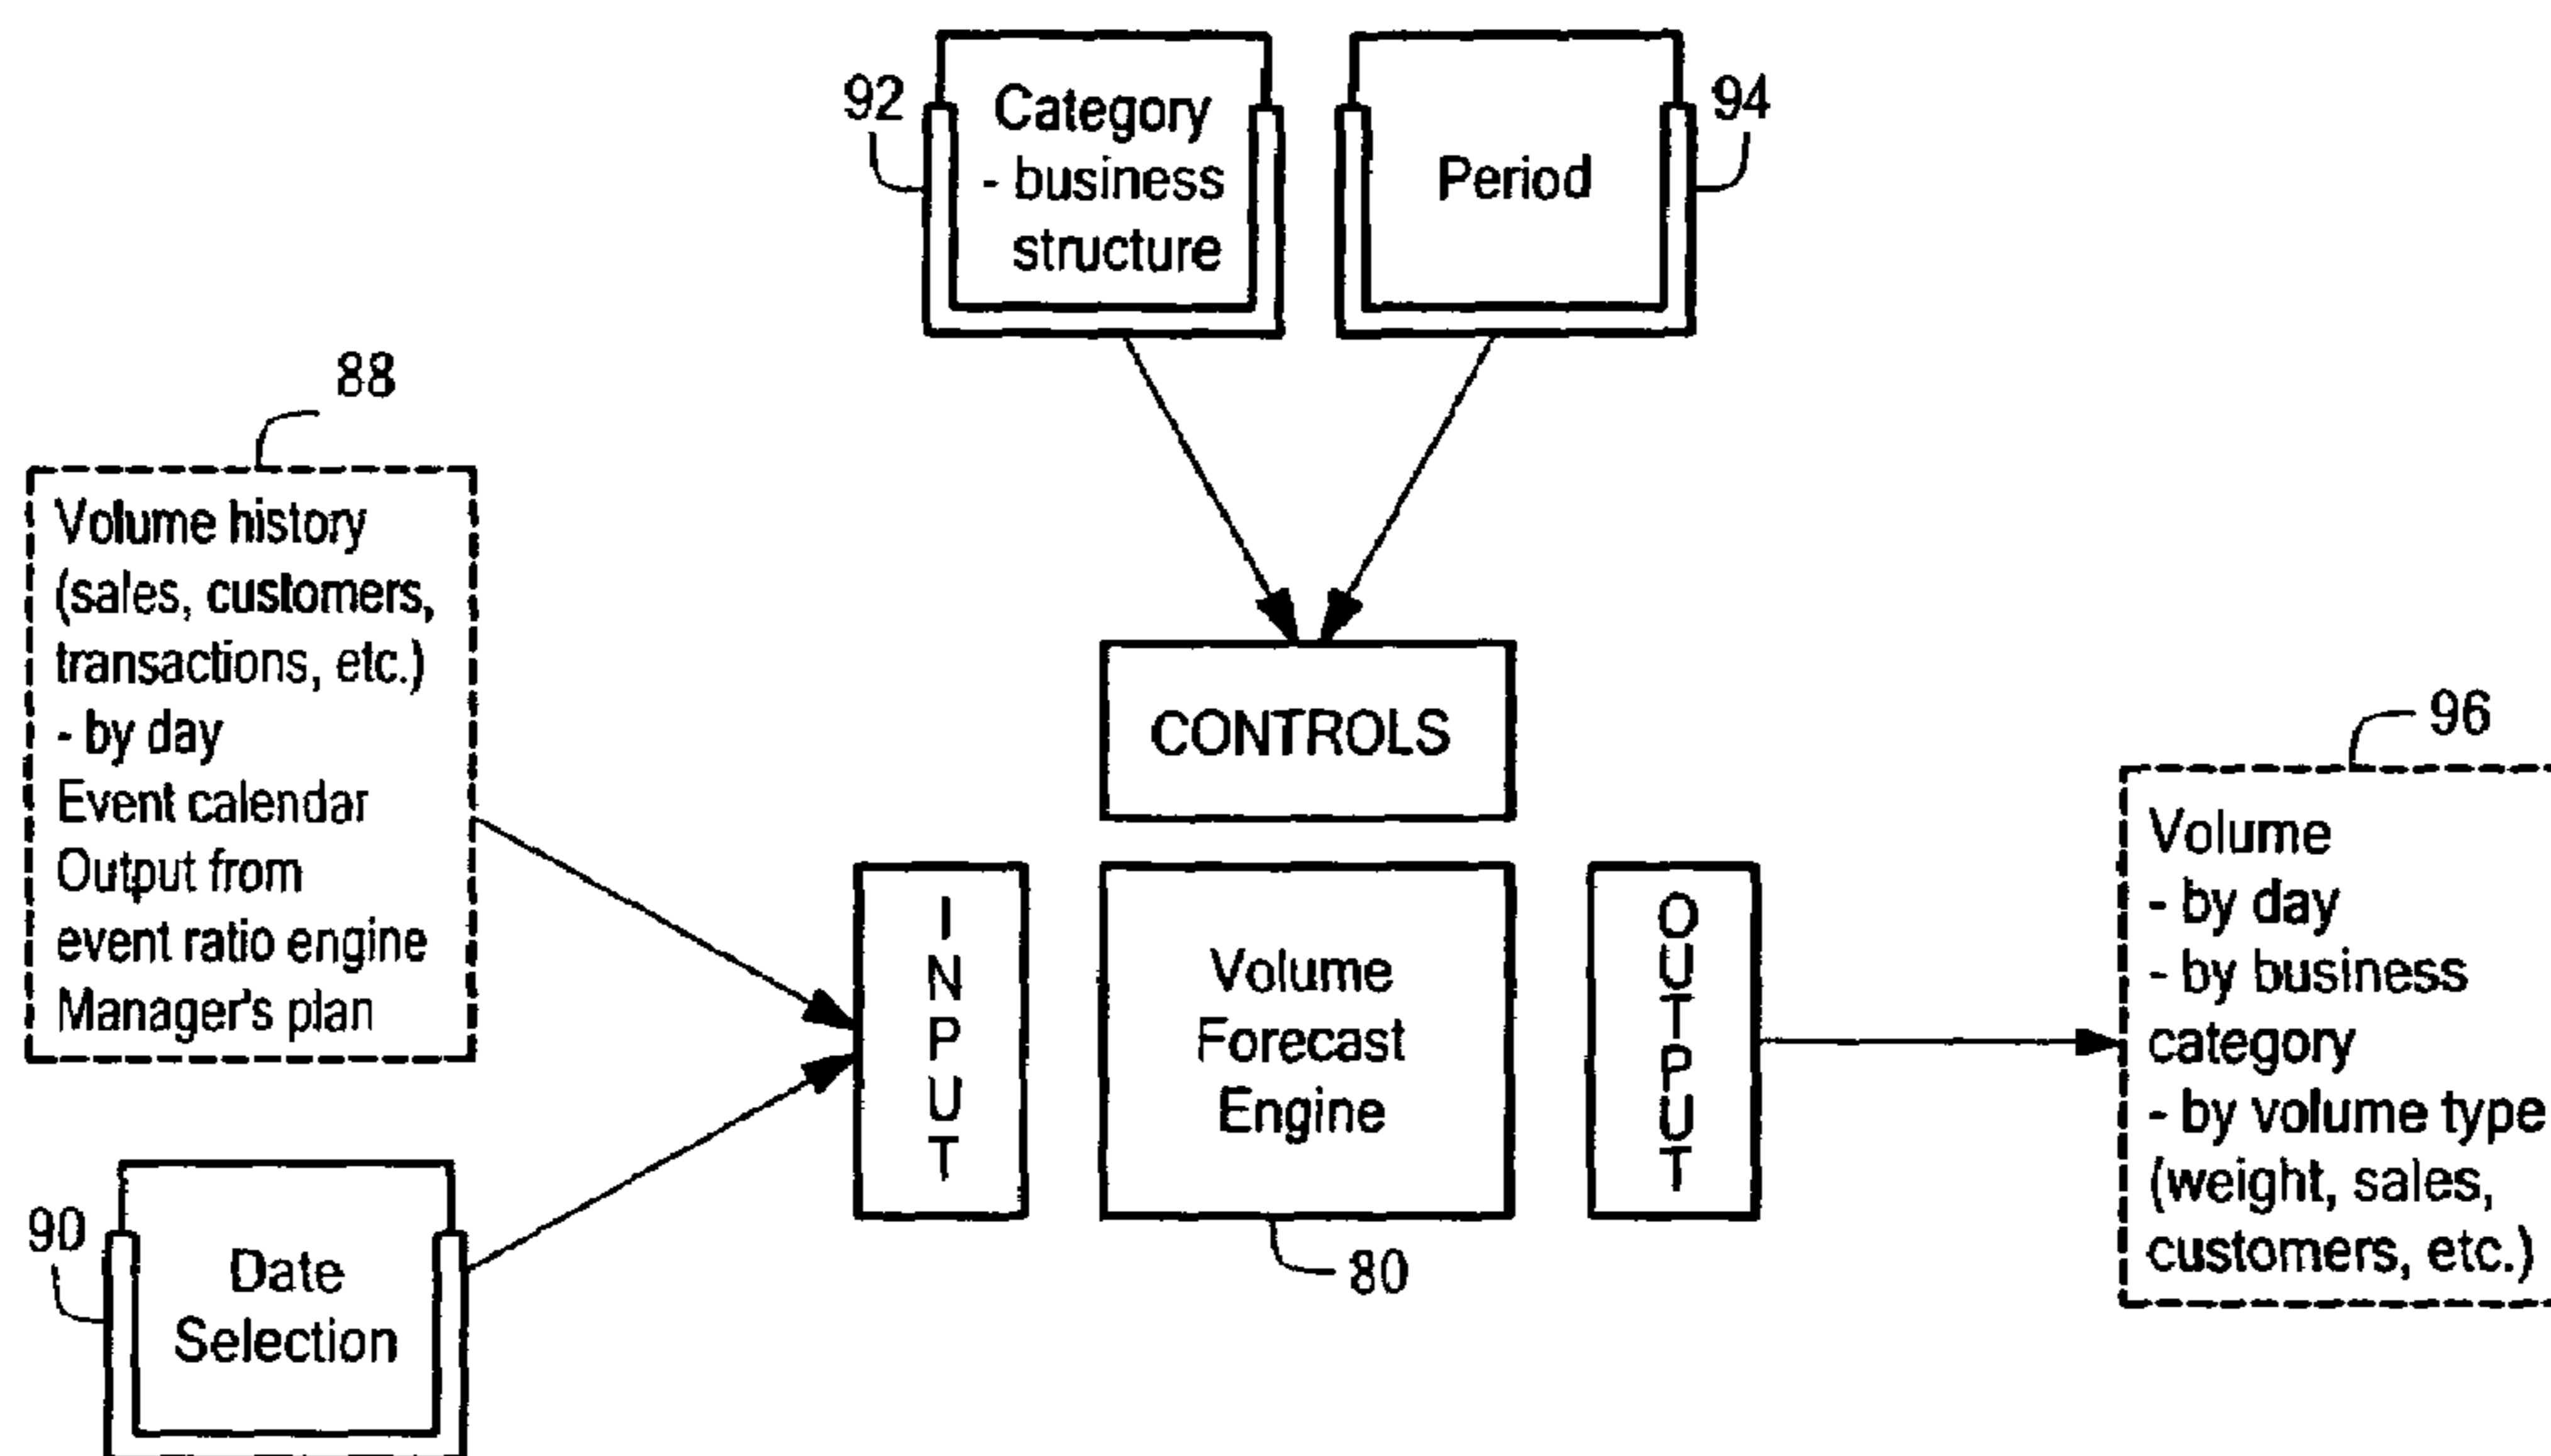 92
Category
- business
structure
Period
94
88
Volume history
(sales, customers,
transactions, etc.)
- by day
Event calendar
Output from
event ratio engine
Manager's plan
CONTROLS
INPUT
Volume
Forecast
Engine
80
OUTPUT
96
Volume
- by day
- by business
category
- by volume type
(weight, sales,
customers, etc.)
90
Date
Selection